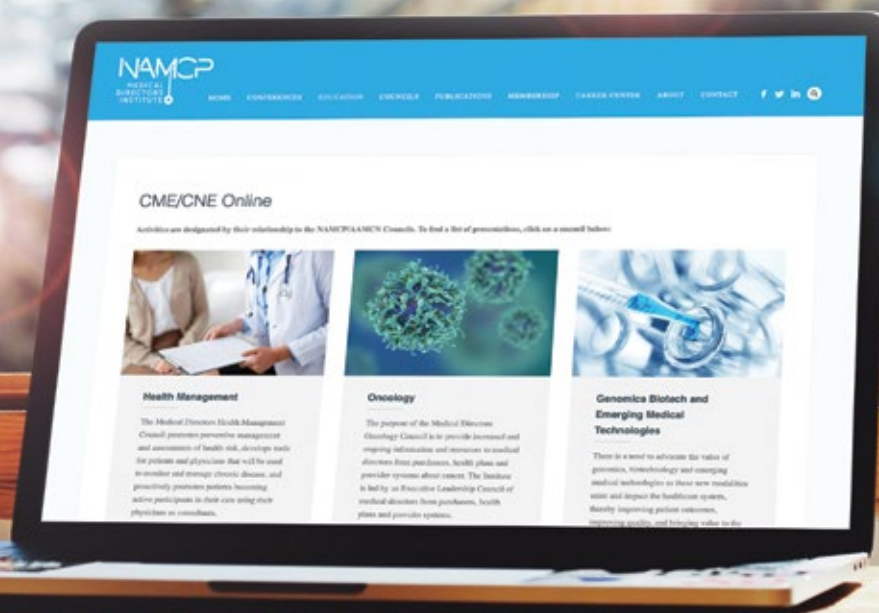 NAMCP
MEDICAL
DIRECTORS
INSTITUTE
HOME CONFERENCES EDUCATION COUNCILS PUBLICATIONS MEMBERSHIP CAREER CENTER ABOUT CONTACT
CME/CNE Online
Activities are designated by their relationship to the NAMCP/AAMCN Councils. To find a list of presentations, click on a council below:
Health Management
The Medical Directors Health Management
Council promotes preventive management
and assessments of health risk, develops tools
for patients and physicians that will be used
to monitor and manage chronic disease, and
proactively promotes patients becoming
active participants in their care using their
physicians as consultants.
Oncology
The purpose of the Medical Directors
Oncology Council is to provide increased and
ongoing information and resources to medical
directors from purchasers, health plans and
provider systems about cancer. The Institute
is led by an Executive Leadership Council of
medical directors from purchasers, health
plans and provider systems.
Genomics Biotech and
Emerging Medical
Technologies
There is a need to advocate the value of
genomics, biotechnology and emerging
medical technologies as these new modalities
enter and impact the healthcare system,
thereby improving patient outcomes,
improving quality, and bringing value to the